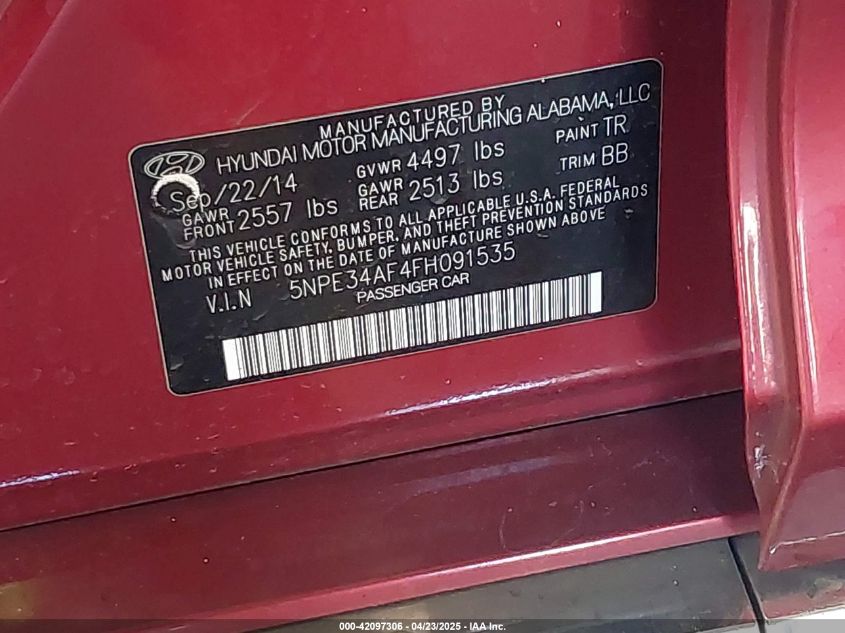 MANUFACTURED BY
HYUNDAI MOTOR MANUFACTURING ALABAMA, LLC
Sep/22/14 GVWR 4497 lbs PAINT TR
GAWR FRONT 2557 lbs GAWR REAR 2513 lbs TRIM BB
THIS VEHICLE CONFORMS TO ALL APPLICABLE U.S.A. FEDERAL
MOTOR VEHICLE SAFETY, BUMPER, AND THEFT PREVENTION STANDARDS
IN EFFECT ON THE DATE OF MANUFACTURE SHOWN ABOVE
V.I.N 5NPE34AF4FH091535
PASSENGER CAR
000-42097306 - 04/23/2025 - IAA Inc.